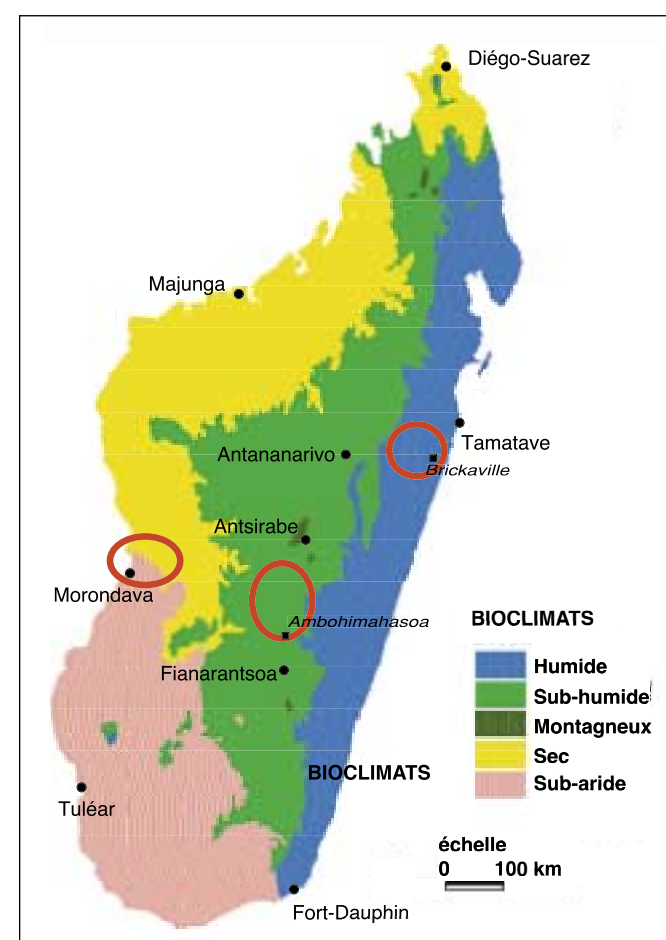 Diégo-Suarez
Majunga
Tamatave
Antananarivo
Brickaville
Antsirabe
Morondava
Ambohimahasoa
Fianarantsoa
Tuléar
Fort-Dauphin
BIOCLIMATS
BIOCLIMATS
Humide
Sub-humide
Montagneux
Sec
Sub-aride
échelle
0 100 km